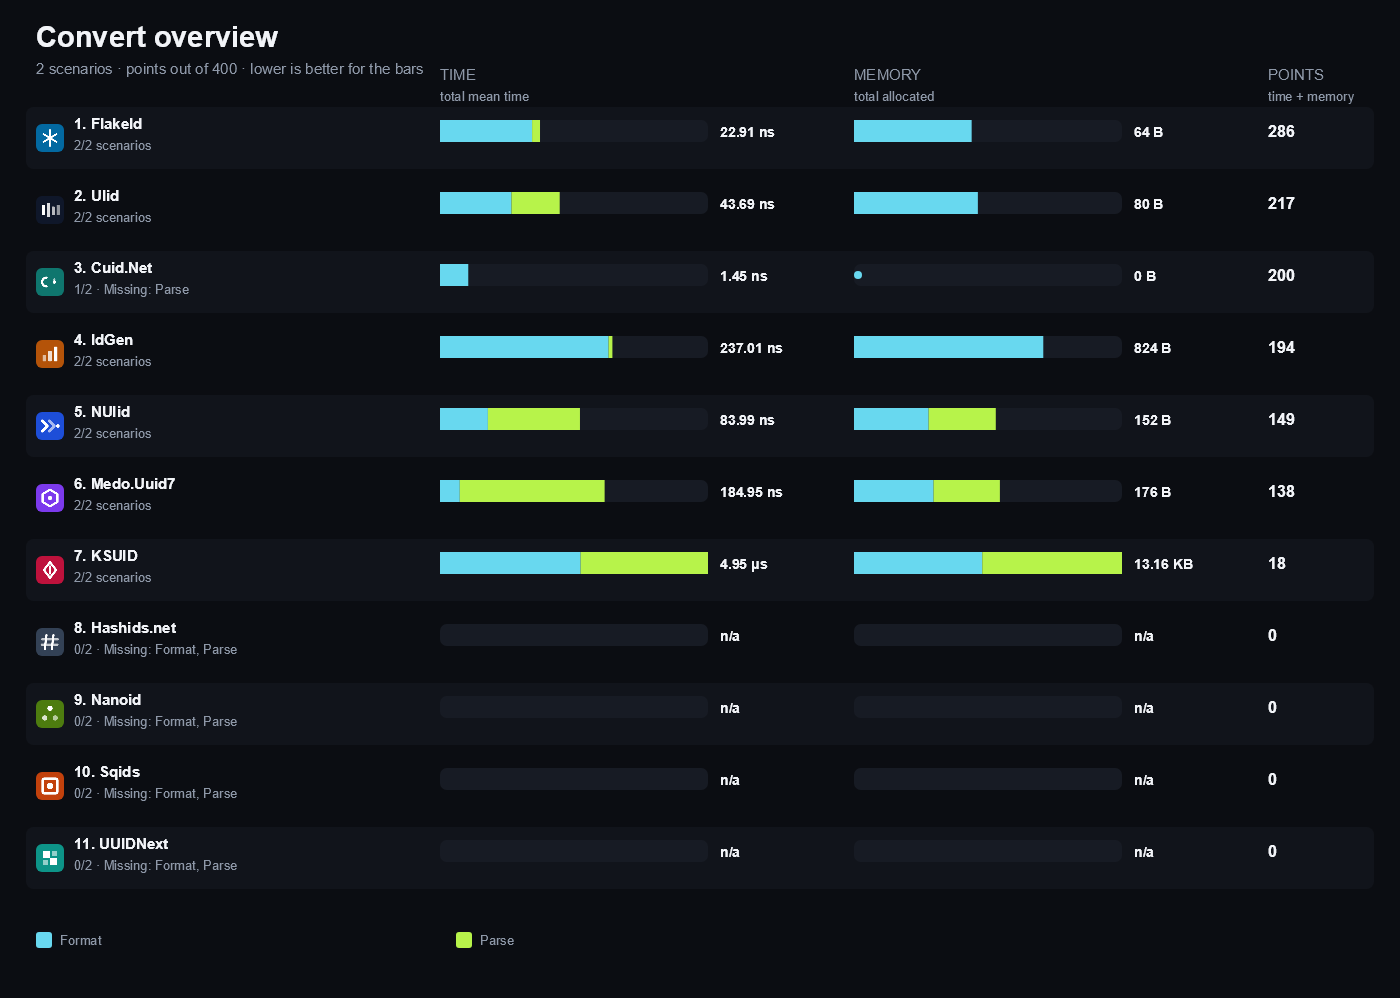 Convert overview
2 scenarios · points out of 400 · lower is better for the bars
TIME
total mean time
MEMORY
total allocated
POINTS
time + memory
1. FlakeId
2/2 scenarios
22.91 ns
64 B
286
2. Ulid
2/2 scenarios
43.69 ns
80 B
217
3. Cuid.Net
1/2 · Missing: Parse
1.45 ns
0 B
200
4. IdGen
2/2 scenarios
237.01 ns
824 B
194
5. NUlid
2/2 scenarios
83.99 ns
152 B
149
6. Medo.Uuid7
2/2 scenarios
184.95 ns
176 B
138
7. KSUID
2/2 scenarios
4.95 μs
13.16 KB
18
8. Hashids.net
0/2 · Missing: Format, Parse
n/a
n/a
0
9. Nanoid
0/2 · Missing: Format, Parse
n/a
n/a
0
10. Sqids
0/2 · Missing: Format, Parse
n/a
n/a
0
11. UUIDNext
0/2 · Missing: Format, Parse
n/a
n/a
0
Format
Parse